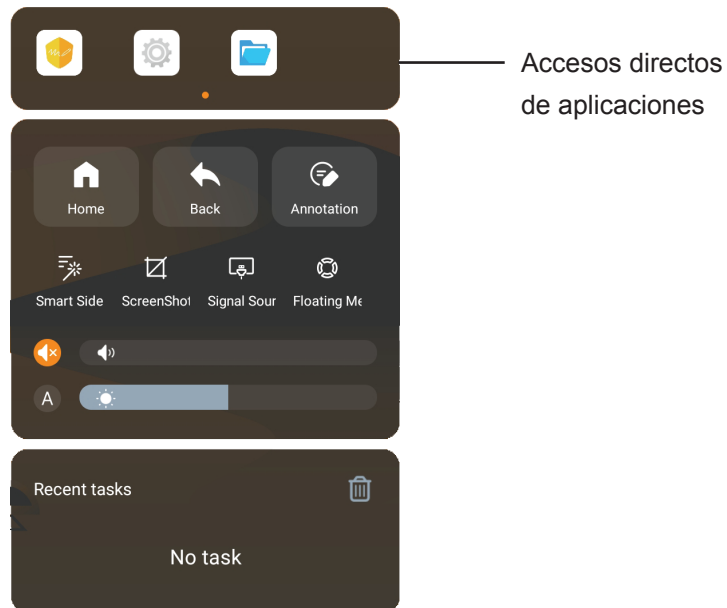 Accesos directos
de aplicaciones
Home Back Annotation
Smart Side ScreenShot Signal Sour Floating Me
A
Recent tasks
No task